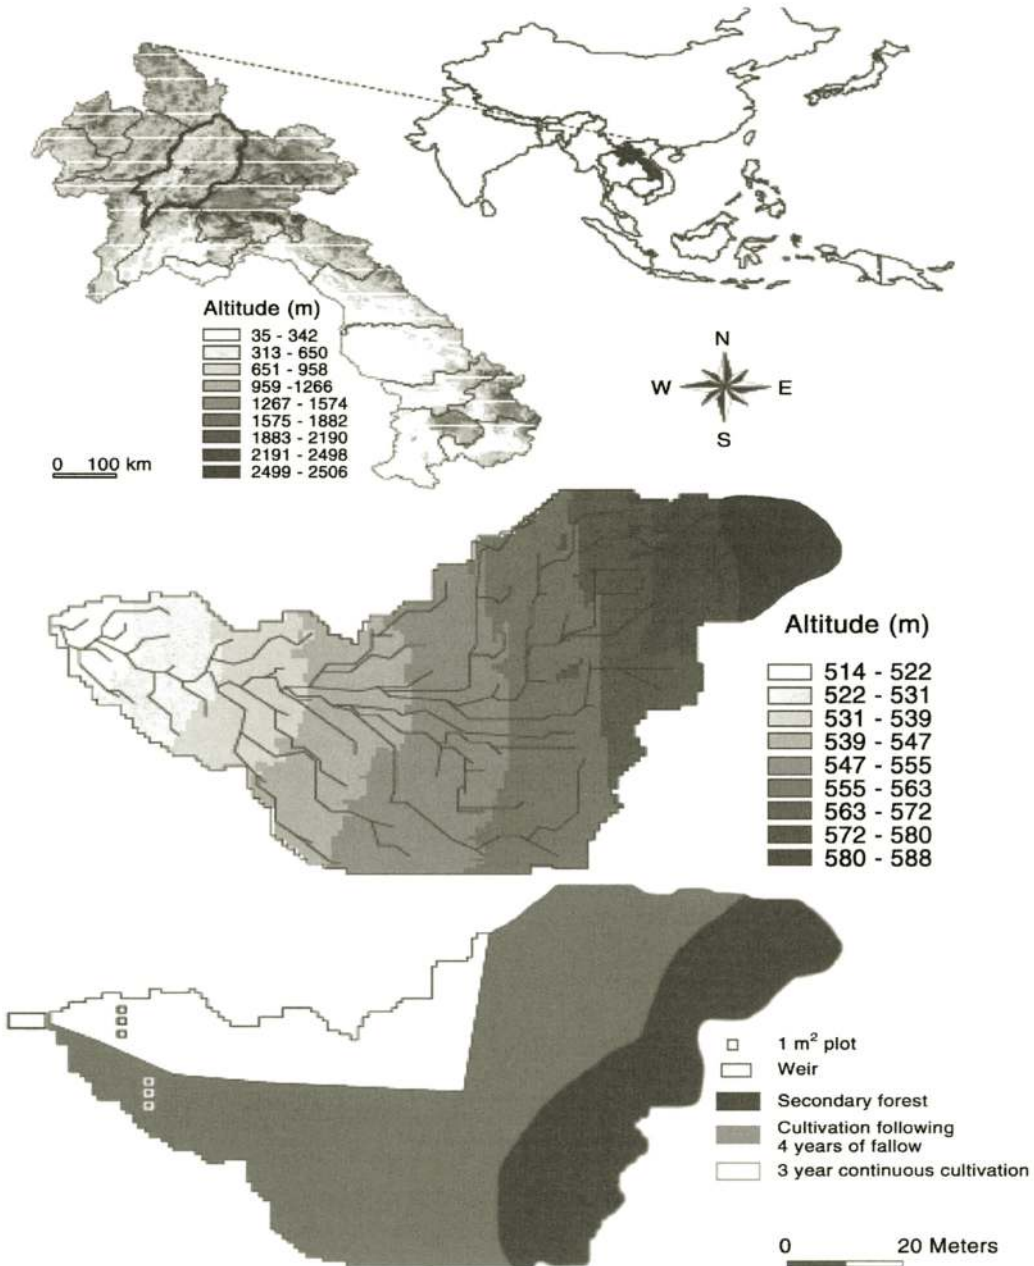 Altitude (m)
35 - 342
313 - 650
651 - 958
959 -1266
1267 - 1574
1575 - 1882
1883 - 2190
2191 - 2498
2499 - 2506
0 100 km
N
W E
S
Altitude (m)
514 - 522
522 - 531
531 - 539
539 - 547
547 - 555
555 - 563
563 - 572
572 - 580
580 - 588
1 m² plot
Weir
Secondary forest
Cultivation following
4 years of fallow
3 year continuous cultivation
0 20 Meters